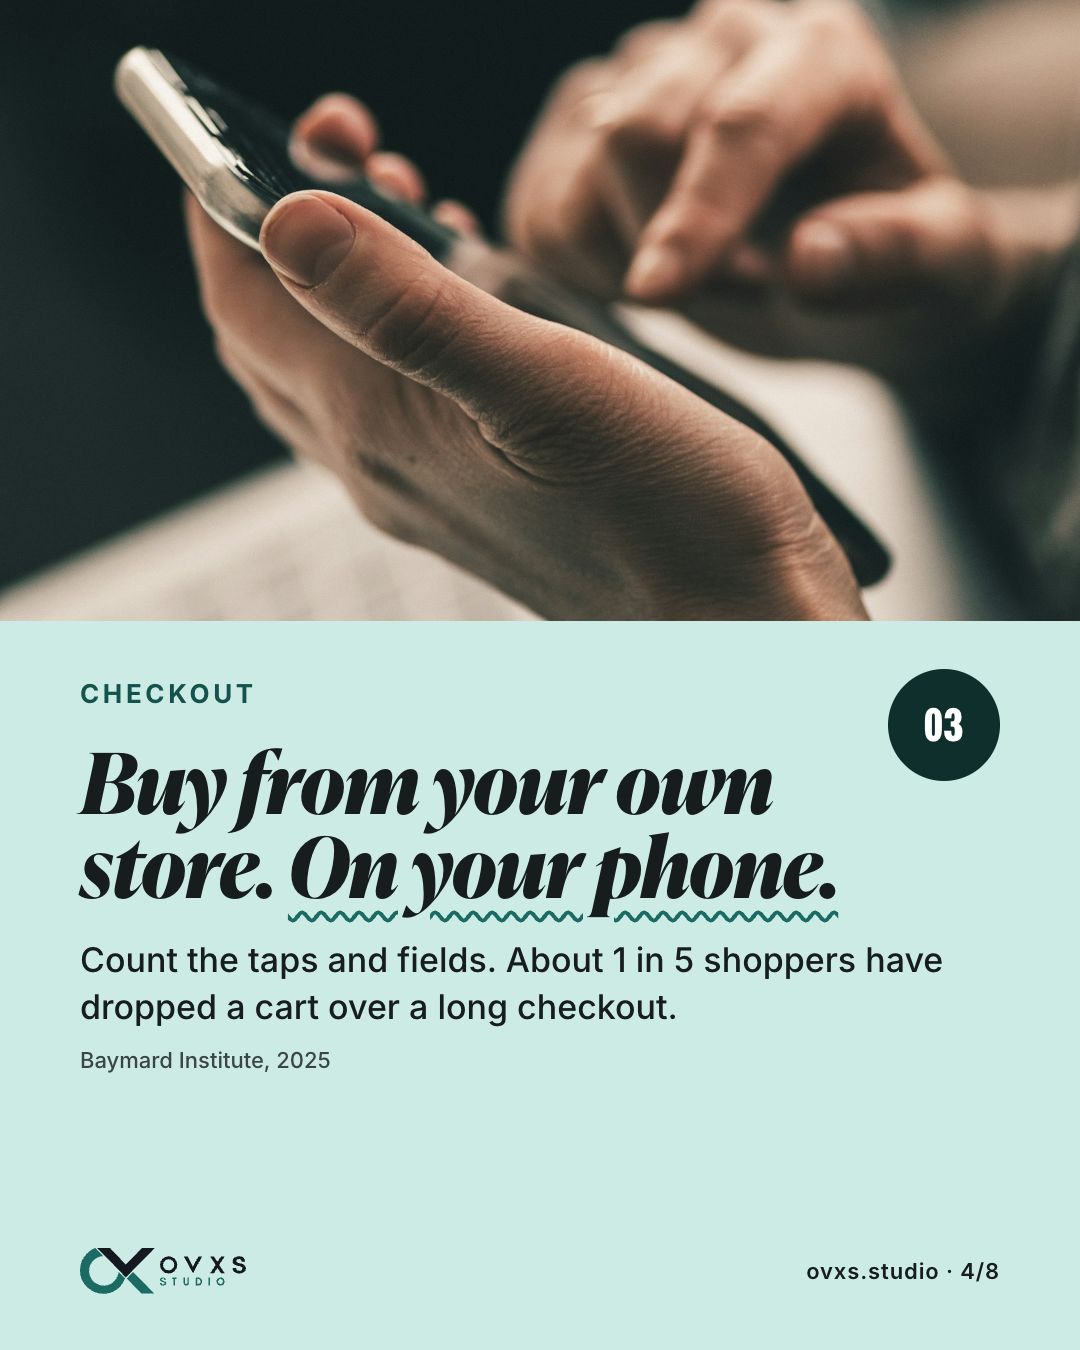 CHECKOUT
03
Buy from your own
store. On your phone.
Count the taps and fields. About 1 in 5 shoppers have
dropped a cart over a long checkout.
Baymard Institute, 2025
OVXS
STUDIO
ovxs.studio · 4/8